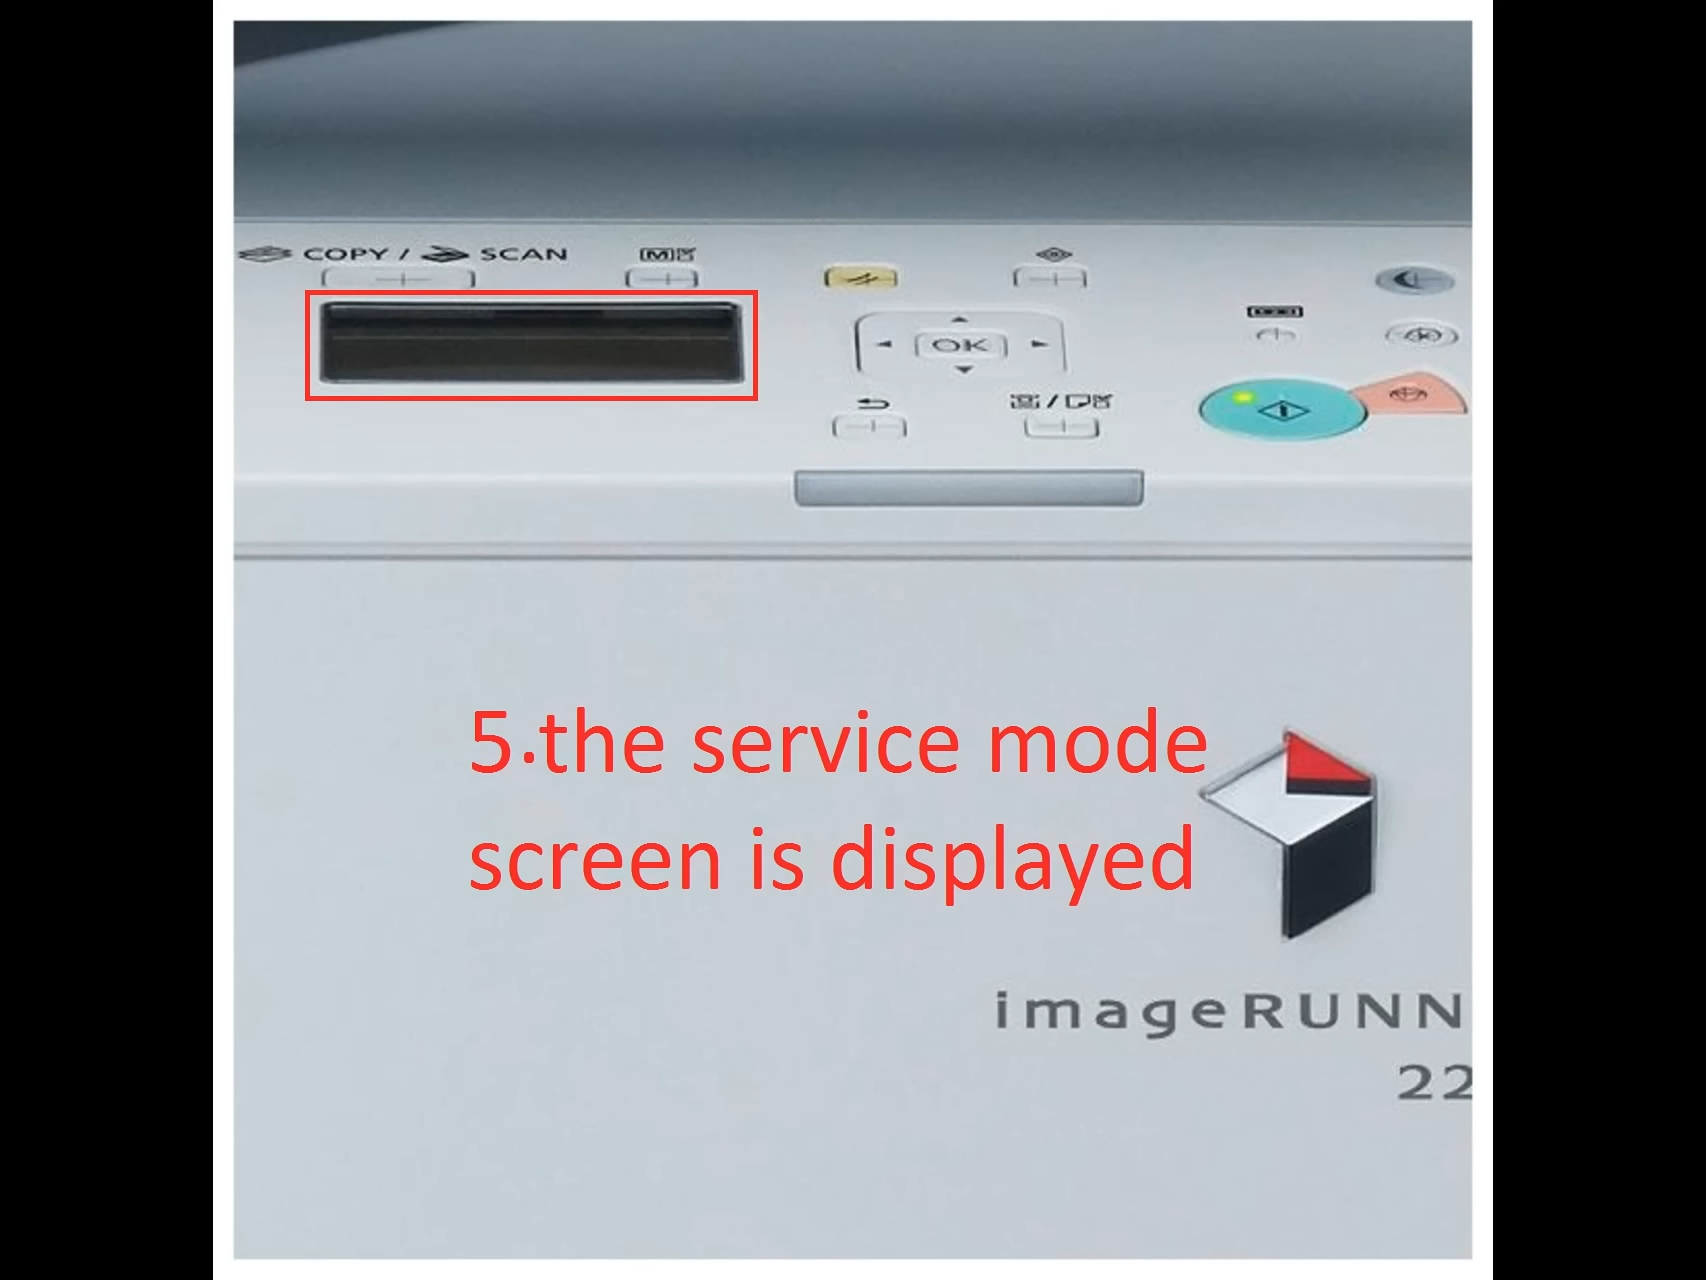 COPY / SCAN
OK
5.the service mode
screen is displayed
imageRUNN
22